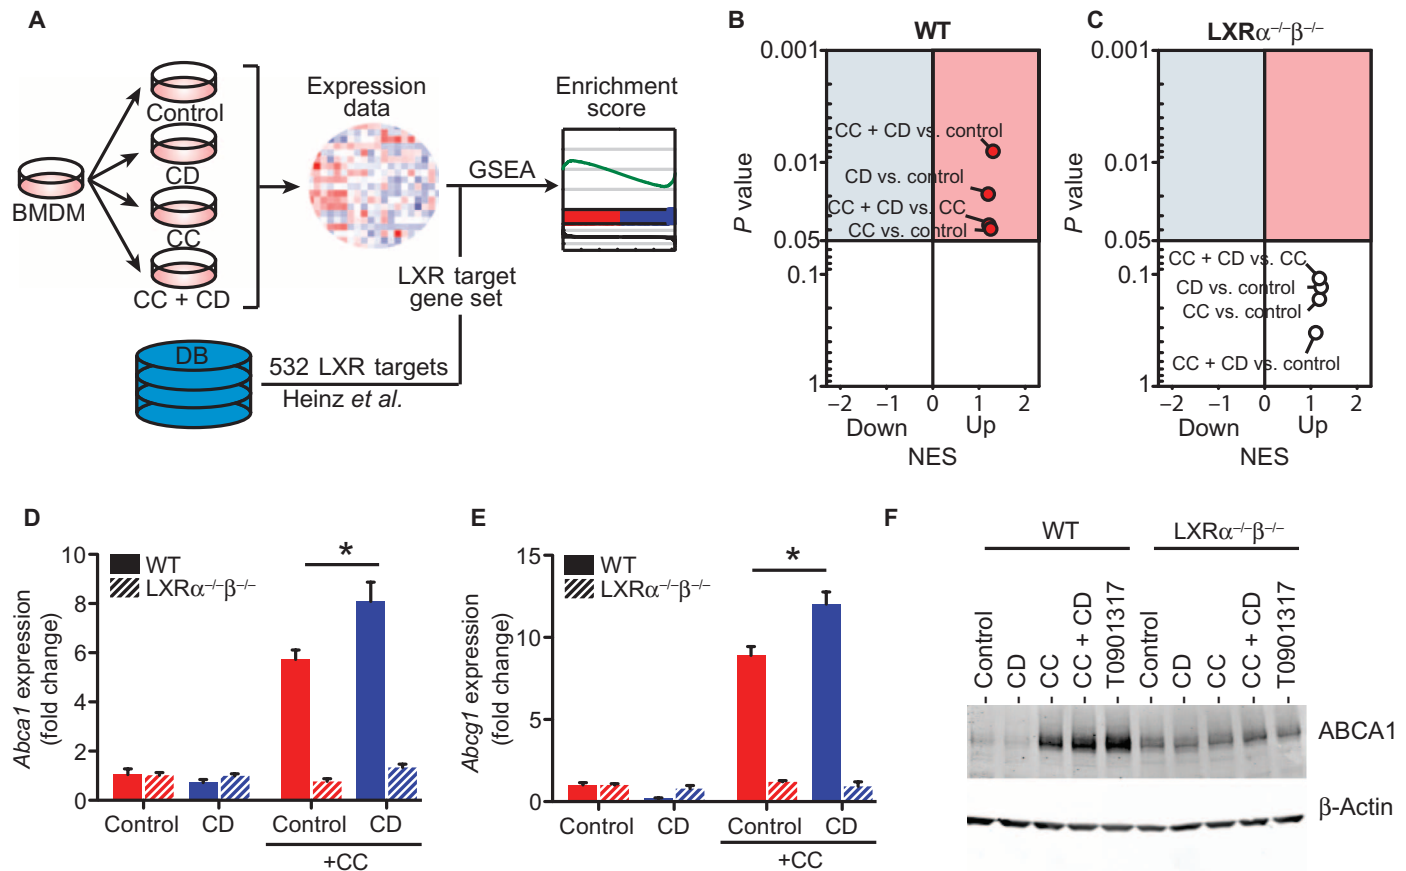 A
Control
CD
CC
CC + CD
BMDM
Expression
data
GSEA
Enrichment
score
LXR target
gene set
DB
532 LXR targets
Heinz et al.
B
WT
P value
0.001
0.01
0.05
0.1
1
CC + CD vs. control
CD vs. control
CC + CD vs. CC
CC vs. control
−2 −1 0 1 2
Down Up
NES
C
LXRα−/−β−/−
P value
0.001
0.01
0.05
0.1
1
CC + CD vs. CC
CD vs. control
CC vs. control
CC + CD vs. control
−2 −1 0 1 2
Down Up
NES
D
Abca1 expression
(fold change)
10
8
6
4
2
0
WT
LXRα−/−β−/−
*
Control CD Control CD
+CC
E
Abcg1 expression
(fold change)
15
10
5
0
WT
LXRα−/−β−/−
*
Control CD Control CD
+CC
F
WT LXRα−/−β−/−
- Control
- CD
- CC
- CC + CD
- T0901317
- Control
- CD
- CC
- CC + CD
- T0901317
ABCA1
β-Actin